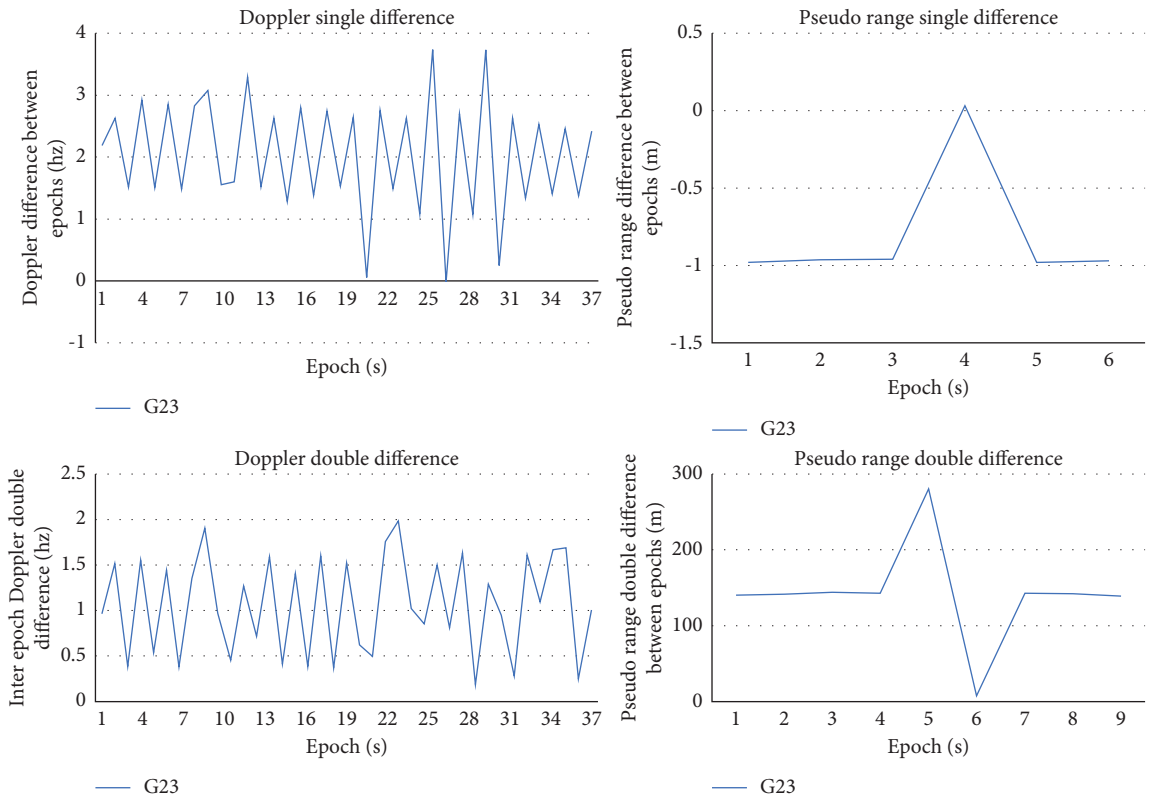 Doppler single difference
Doppler difference between
epochs (hz)
4
3
2
1
0
-1
1 4 7 10 13 16 19 22 25 28 31 34 37
Epoch (s)
G23
Pseudo range single difference
Pseudo range difference between
epochs (m)
0.5
0
-0.5
-1
-1.5
1 2 3 4 5 6
Epoch (s)
G23
Doppler double difference
Inter epoch Doppler double
difference (hz)
2.5
2
1.5
1
0.5
0
1 4 7 10 13 16 19 22 25 28 31 34 37
Epoch (s)
G23
Pseudo range double difference
Pseudo range double difference
between epochs (m)
300
200
100
0
1 2 3 4 5 6 7 8 9
Epoch (s)
G23